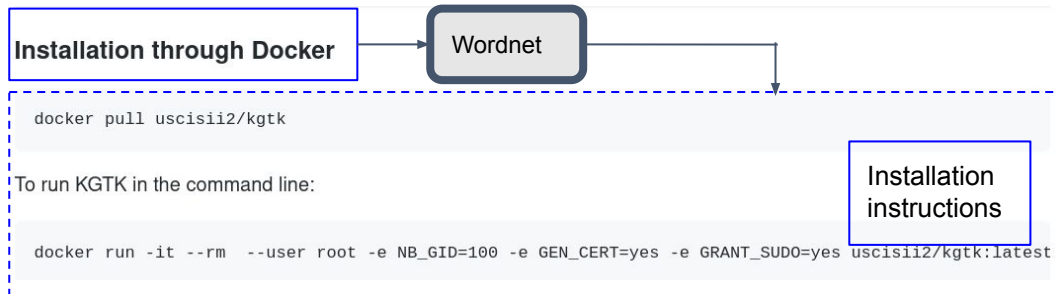 Installation through Docker
Wordnet
docker pull uscisii2/kgtk
To run KGTK in the command line:
Installation
instructions
docker run -it --rm  --user root -e NB_GID=100 -e GEN_CERT=yes -e GRANT_SUDO=yes uscisii2/kgtk:latest